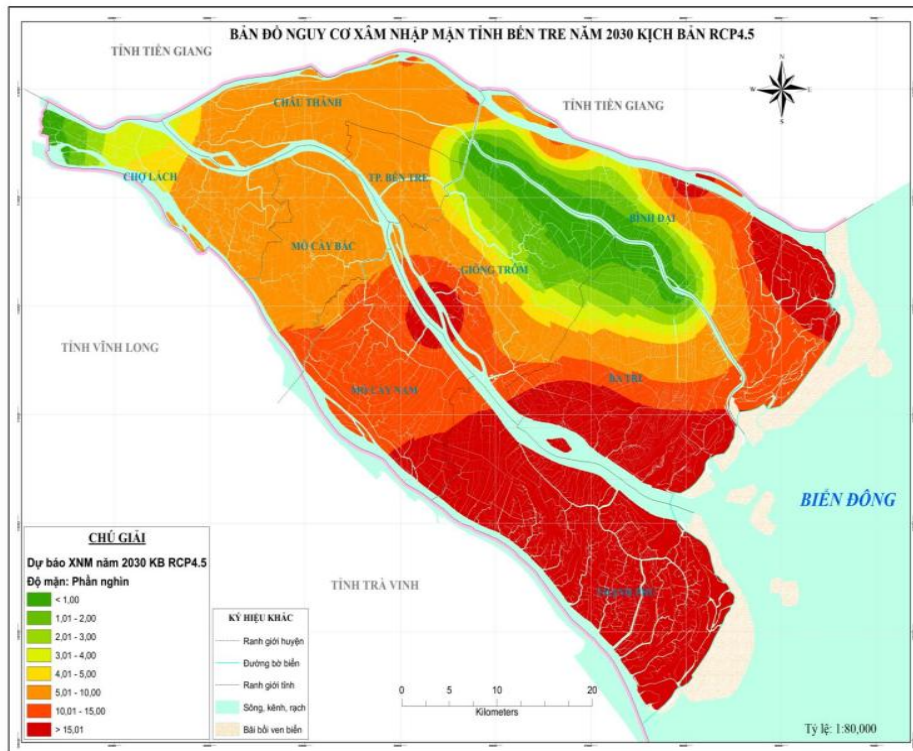 BẢN ĐỒ NGUY CƠ XÂM NHẬP MẶN TỈNH BẾN TRE NĂM 2030 KỊCH BẢN RCP4.5
TỈNH TIỀN GIANG
N
W E
S
TỈNH TIỀN GIANG
CHÂU THÀNH
CHỢ LÁCH
TP. BẾN TRE
BÌNH ĐẠI
MỎ CÀY BẮC
GIỒNG TRÔM
TỈNH VĨNH LONG
MỎ CÀY NAM
BA TRI
BIỂN ĐÔNG
TỈNH TRÀ VINH
THẠNH PHÚ
CHÚ GIẢI
Dự báo XNM năm 2030 KB RCP4.5
Độ mặn: Phần nghìn
< 1,00
1,01 - 2,00
2,01 - 3,00
3,01 - 4,00
4,01 - 5,00
5,01 - 10,00
10,01 - 15,00
> 15,01
KÝ HIỆU KHÁC
Ranh giới huyện
Đường bờ biển
Ranh giới tỉnh
Sông, kênh, rạch
Bãi bồi ven biển
0 5 10 20
Kilometers
Tỷ lệ: 1:80,000